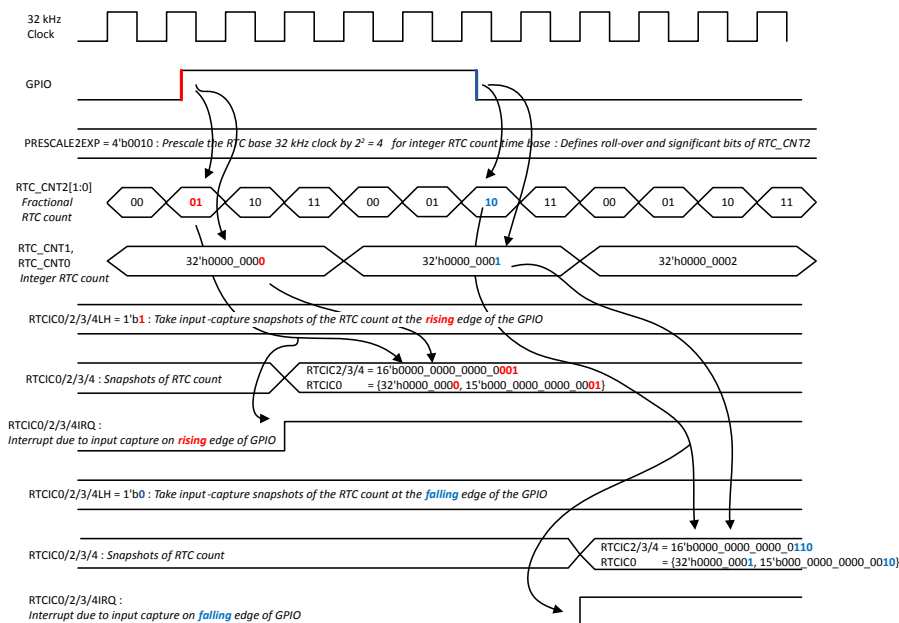 32 kHz
Clock
GPIO
PRESCALE2EXP = 4'b0010 : Prescale the RTC base 32 kHz clock by 2² = 4 for integer RTC count time base : Defines roll-over and significant bits of RTC_CNT2
RTC_CNT2[1:0]
Fractional
RTC count
00 01 10 11 00 01 10 11 00 01 10 11
RTC_CNT1,
RTC_CNT0
Integer RTC count
32'h0000_0000 32'h0000_0001 32'h0000_0002
RTCIC0/2/3/4LH = 1'b1 : Take input-capture snapshots of the RTC count at the rising edge of the GPIO
RTCIC0/2/3/4 : Snapshots of RTC count
RTCIC2/3/4 = 16'b0000_0000_0000_0001
RTCIC0 = {32'h0000_0000, 15'b000_0000_0000_0001}
RTCIC0/2/3/4IRQ :
Interrupt due to input capture on rising edge of GPIO
RTCIC0/2/3/4LH = 1'b0 : Take input-capture snapshots of the RTC count at the falling edge of the GPIO
RTCIC0/2/3/4 : Snapshots of RTC count
RTCIC2/3/4 = 16'b0000_0000_0000_0110
RTCIC0 = {32'h0000_0001, 15'b000_0000_0000_0010}
RTCIC0/2/3/4IRQ :
Interrupt due to input capture on falling edge of GPIO